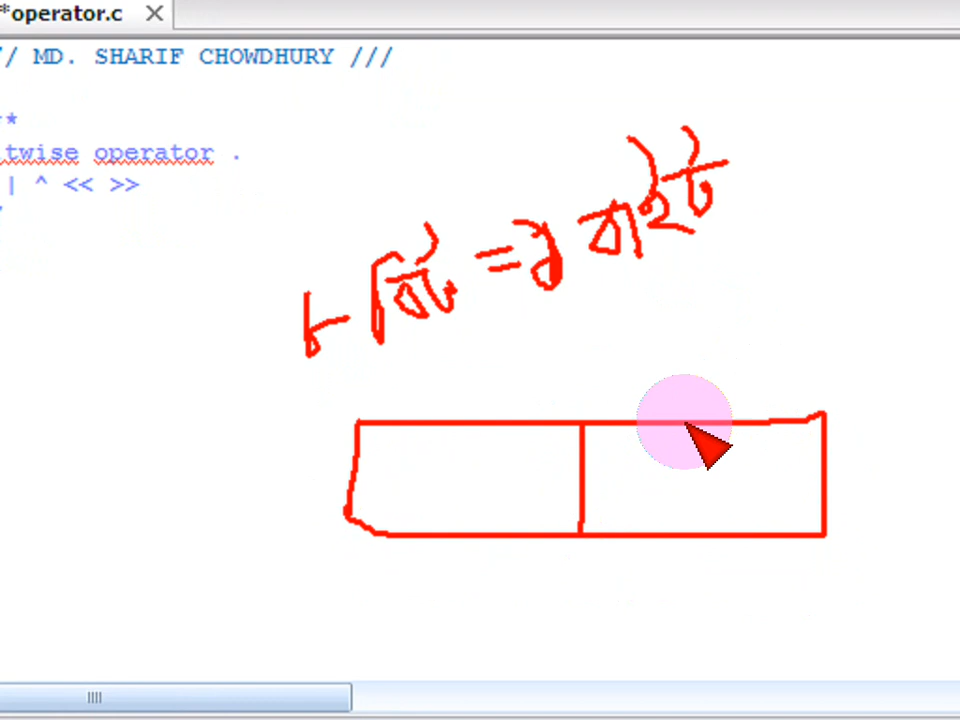 *operator.c
/ MD. SHARIF CHOWDHURY ///
*
twise operator .
| ^ << >>
৮ বিট = ১ বাইট